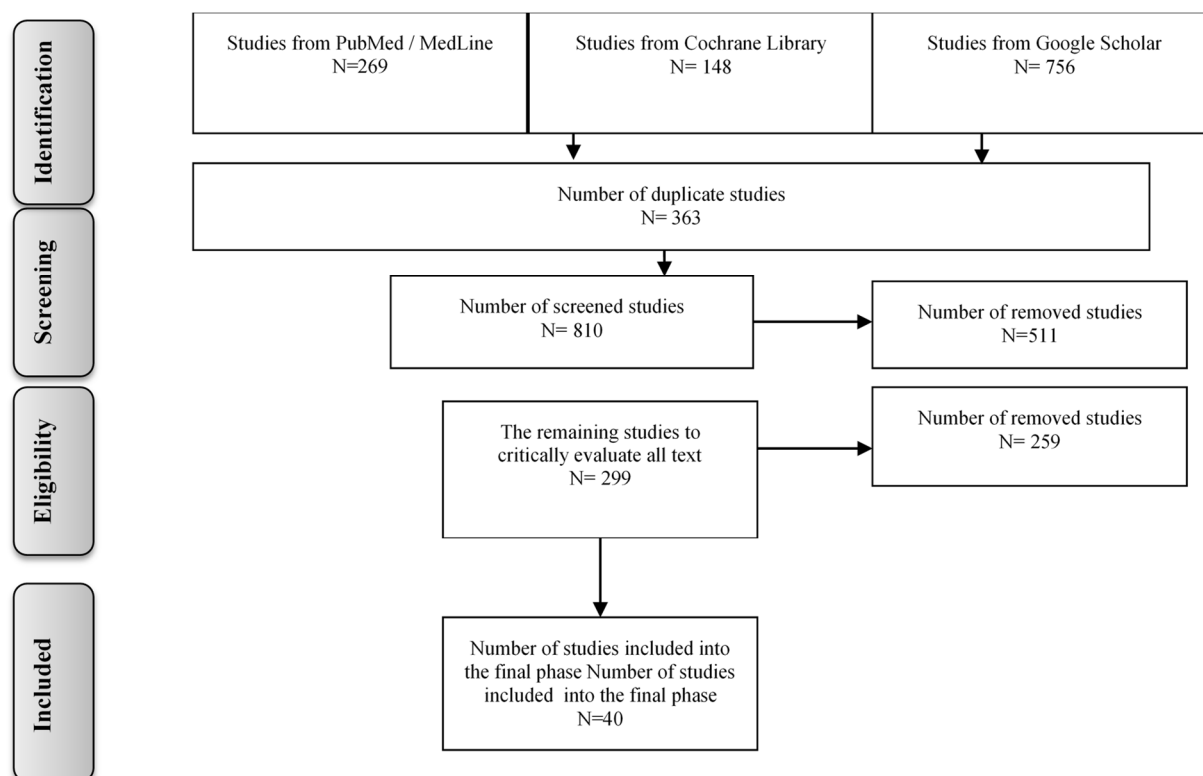 Identification
Studies from PubMed / MedLine
N=269
Studies from Cochrane Library
N= 148
Studies from Google Scholar
N= 756
Number of duplicate studies
N= 363
Screening
Number of screened studies
N= 810
Number of removed studies
N=511
Eligibility
The remaining studies to
critically evaluate all text
N= 299
Number of removed studies
N= 259
Included
Number of studies included into
the final phase Number of studies
included into the final phase
N=40